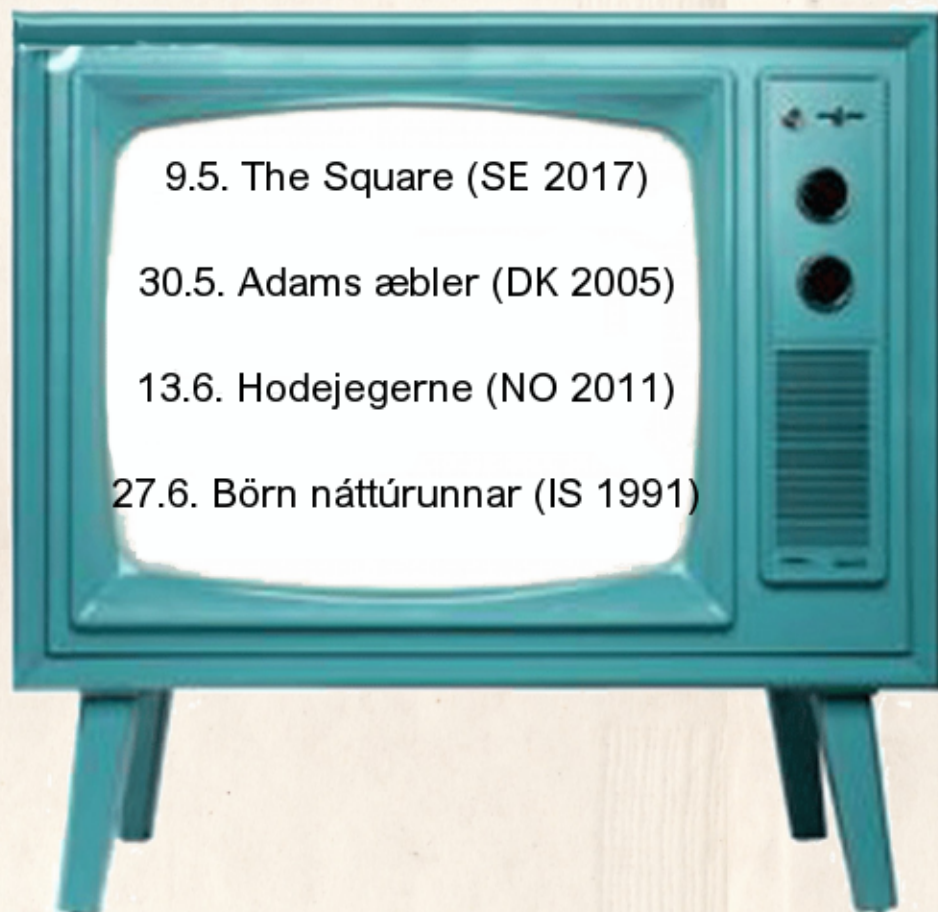 9.5. The Square (SE 2017)
30.5. Adams æbler (DK 2005)
13.6. Hodejegerne (NO 2011)
27.6. Börn náttúrunnar (IS 1991)